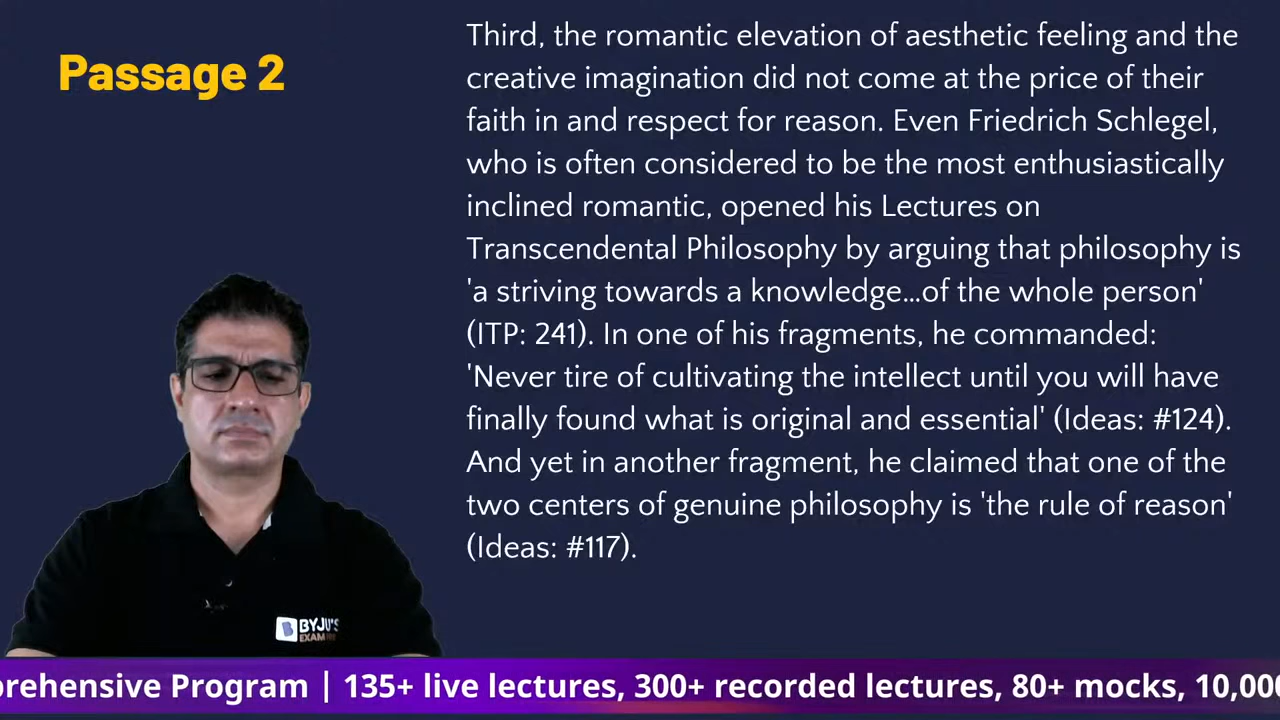 Passage 2
Third, the romantic elevation of aesthetic feeling and the
creative imagination did not come at the price of their
faith in and respect for reason. Even Friedrich Schlegel,
who is often considered to be the most enthusiastically
inclined romantic, opened his Lectures on
Transcendental Philosophy by arguing that philosophy is
'a striving towards a knowledge...of the whole person'
(ITP: 241). In one of his fragments, he commanded:
'Never tire of cultivating the intellect until you will have
finally found what is original and essential' (Ideas: #124).
And yet in another fragment, he claimed that one of the
two centers of genuine philosophy is 'the rule of reason'
(Ideas: #117).
BYJU'S
EXAM
Program | 135+ live lectures, 300+ recorded lectures, 80+ mocks,